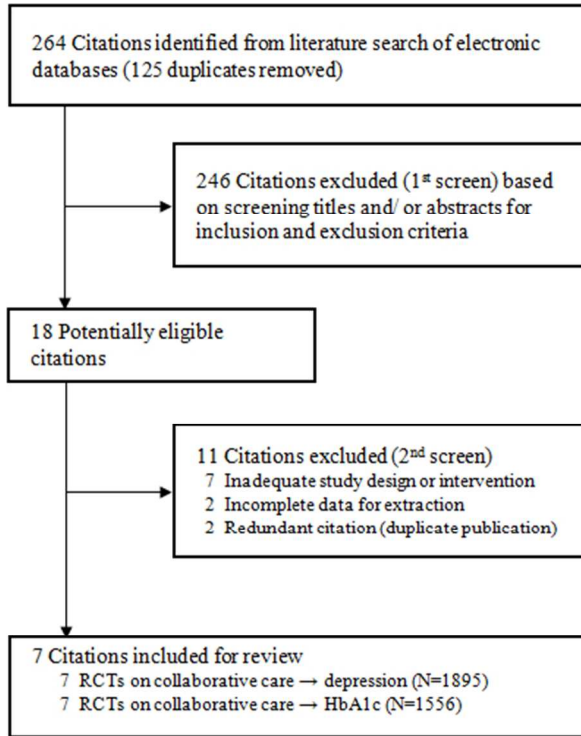 264 Citations identified from literature search of electronic
databases (125 duplicates removed)
246 Citations excluded (1st screen) based
on screening titles and/ or abstracts for
inclusion and exclusion criteria
18 Potentially eligible
citations
11 Citations excluded (2nd screen)
7 Inadequate study design or intervention
2 Incomplete data for extraction
2 Redundant citation (duplicate publication)
7 Citations included for review
7 RCTs on collaborative care → depression (N=1895)
7 RCTs on collaborative care → HbA1c (N=1556)